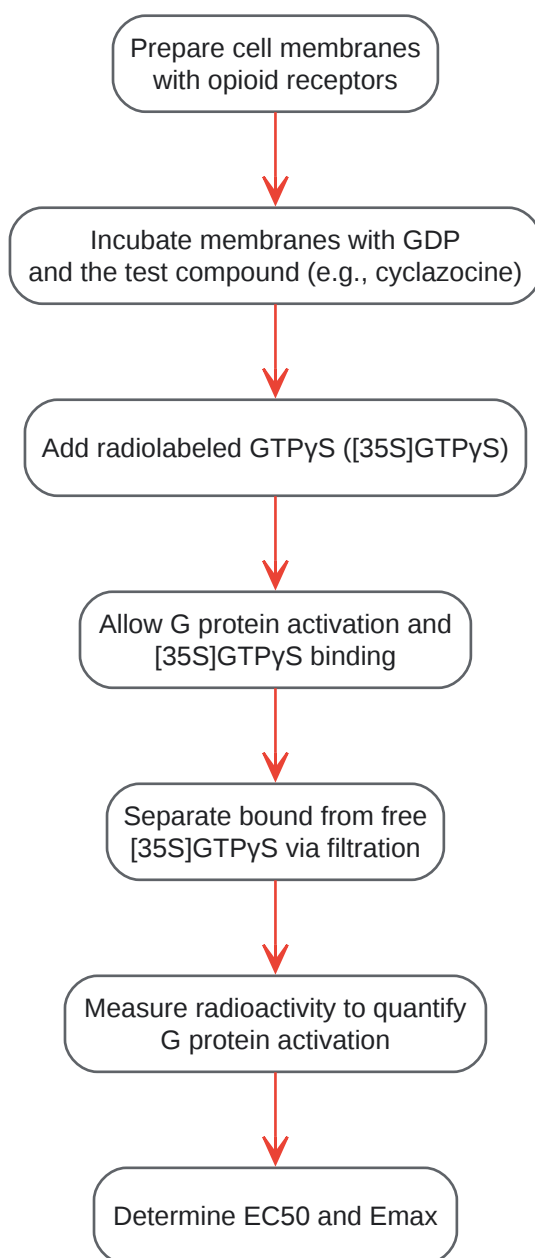 Prepare cell membranes
with opioid receptors
Incubate membranes with GDP
and the test compound (e.g., cyclazocine)
Add radiolabeled GTPγS ([35S]GTPγS)
Allow G protein activation and
[35S]GTPγS binding
Separate bound from free
[35S]GTPγS via filtration
Measure radioactivity to quantify
G protein activation
Determine EC50 and Emax